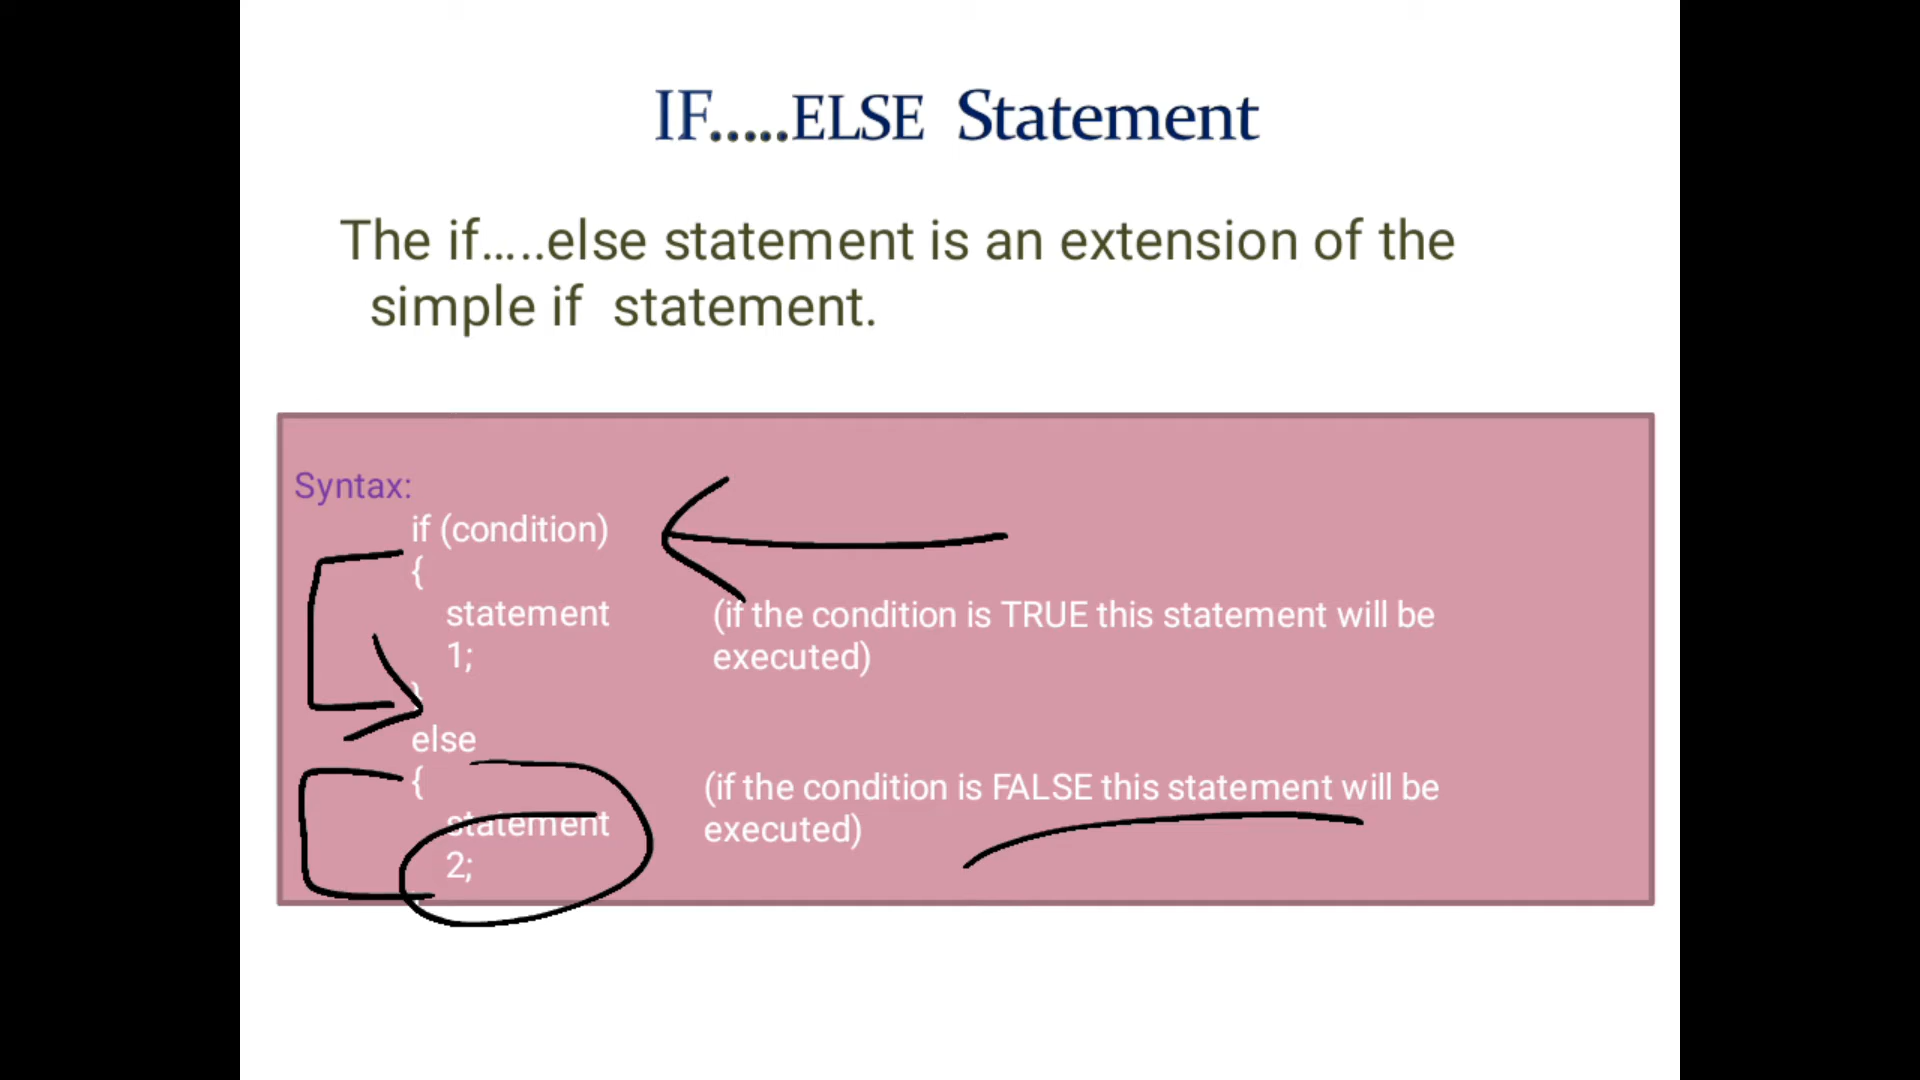 IF.....ELSE Statement
The if.....else statement is an extension of the
simple if statement.
Syntax:
if (condition)
{
statement
1;
(if the condition is TRUE this statement will be
executed)
}
else
{
statement
2;
(if the condition is FALSE this statement will be
executed)